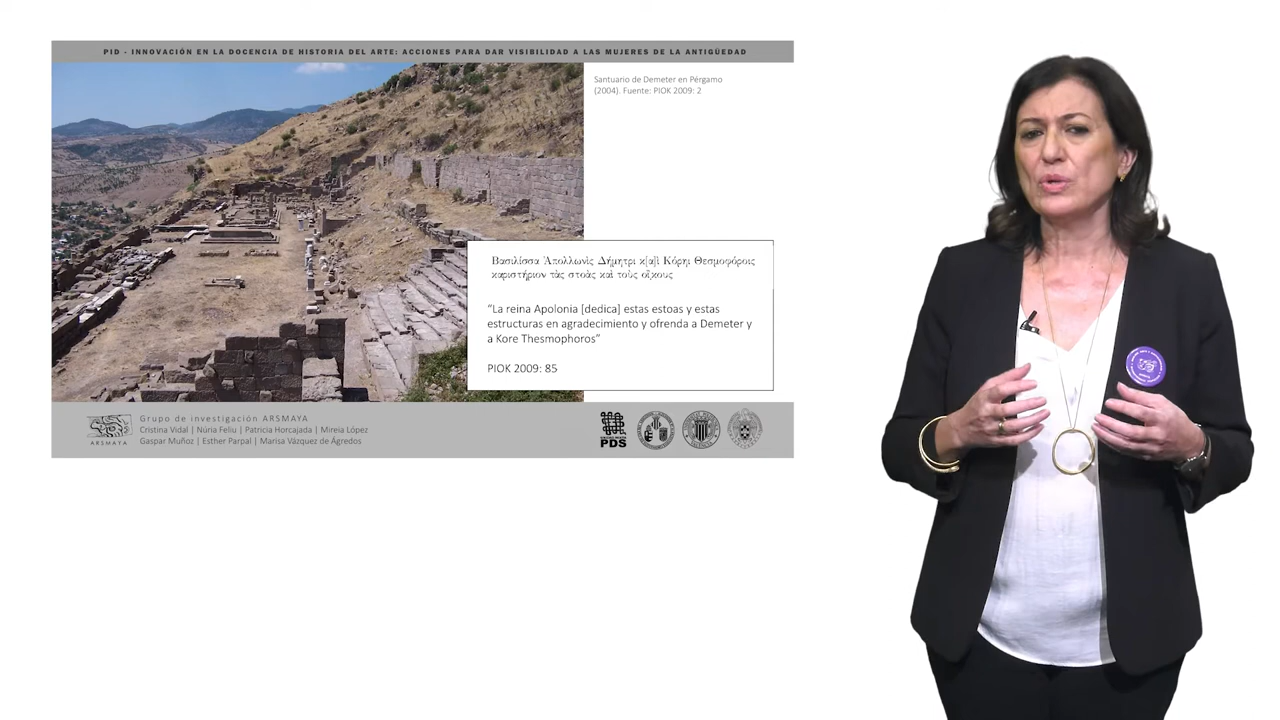 PID - INNOVACIÓN EN LA DOCENCIA DE HISTORIA DEL ARTE: ACCIONES PARA DAR VISIBILIDAD A LAS MUJERES DE LA ANTIGÜEDAD
Santuario de Demeter en Pérgamo
(2004). Fuente: PIOK 2009: 2
Βασιλίσσα Ἀπολλωνὶς Δήμητρι κ[α]ὶ Κόρηι Θεσμοφόροις
χαριστήριον τὰς στοὰς καὶ τοὺς οἴκους
“La reina Apolonia [dedica] estas estoas y estas
estructuras en agradecimiento y ofrenda a Demeter y
a Kore Thesmophoros”
PIOK 2009: 85
Grupo de investigación ARSMAYA
Cristina Vidal | Núria Feliu | Patricia Horcajada | Mireia López
Gaspar Muñoz | Esther Parpal | Marisa Vázquez de Ágredos
ARSMAYA
PDS